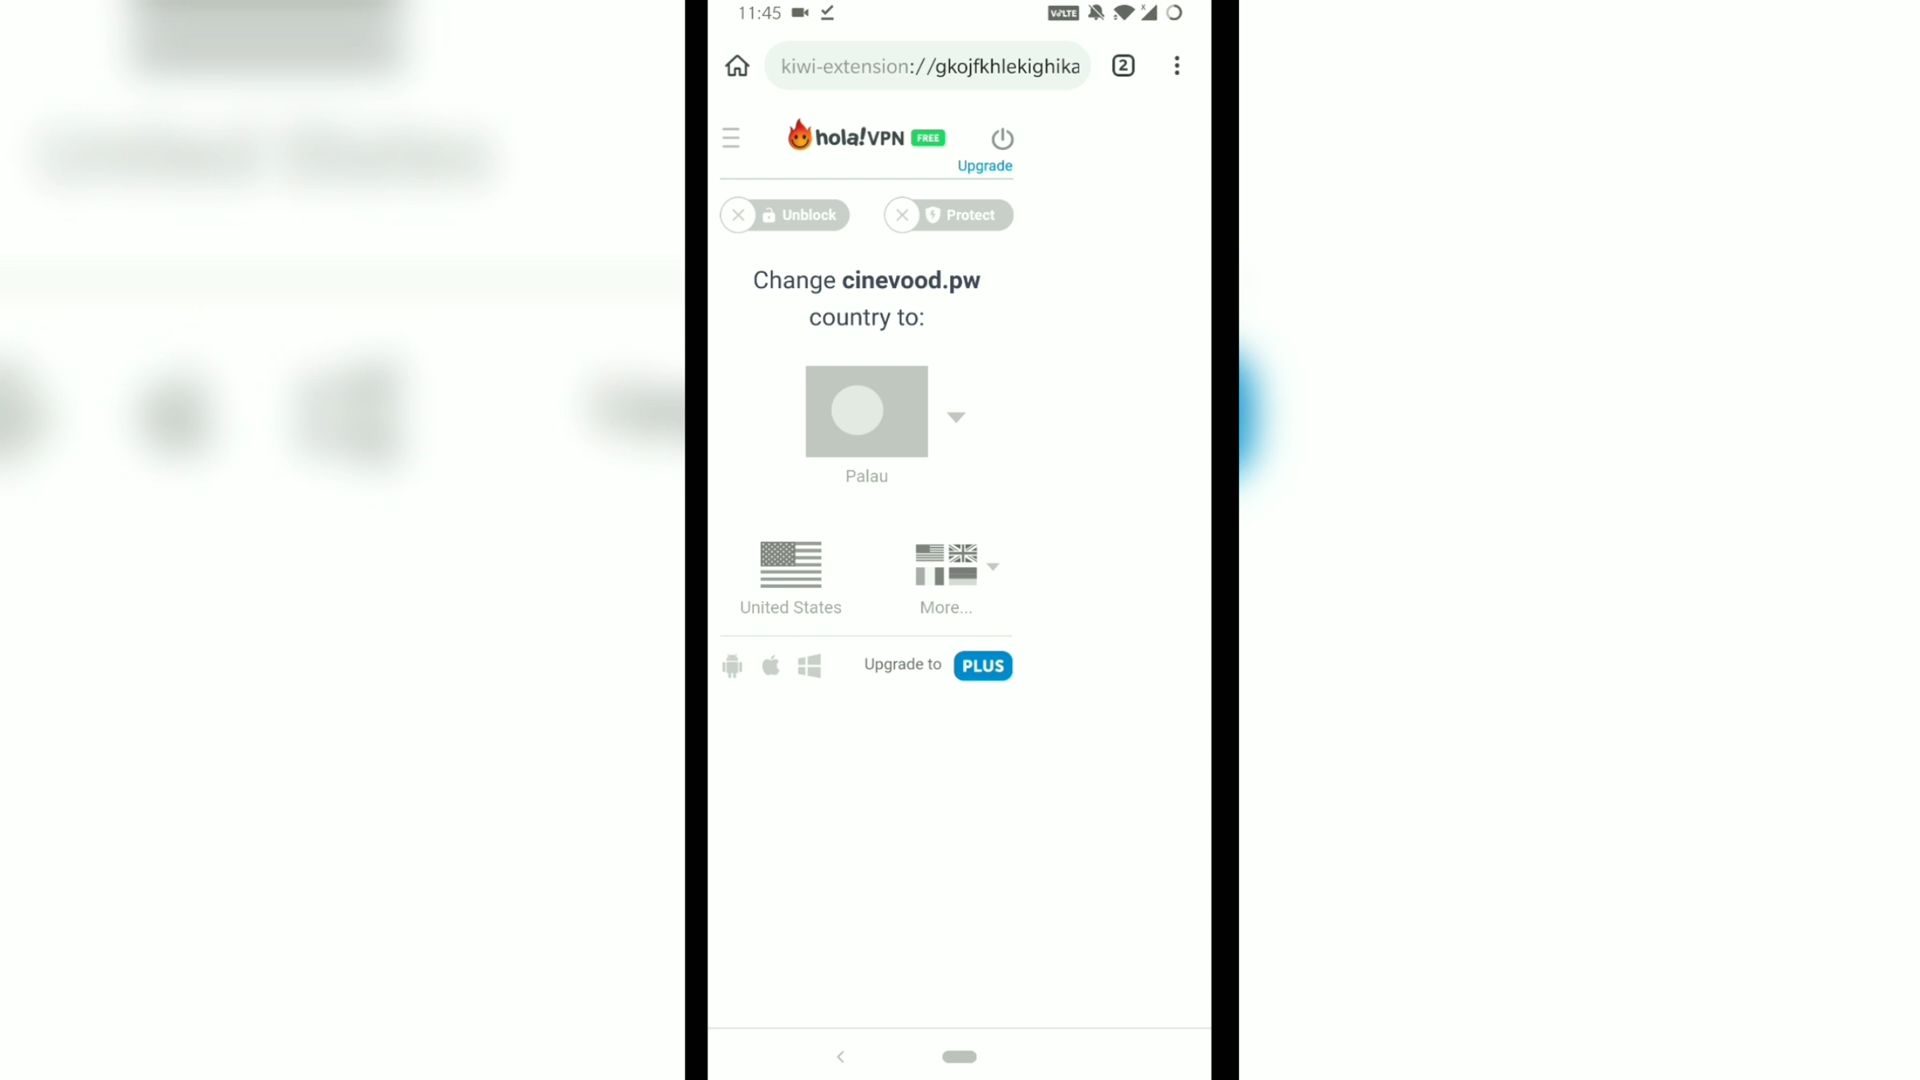 11:45
VoLTE
kiwi-extension://gkojfkhlekighika
2
hola!VPN FREE
Upgrade
Unblock
Protect
Change cinevood.pw
country to:
Palau
United States
More...
Upgrade to PLUS